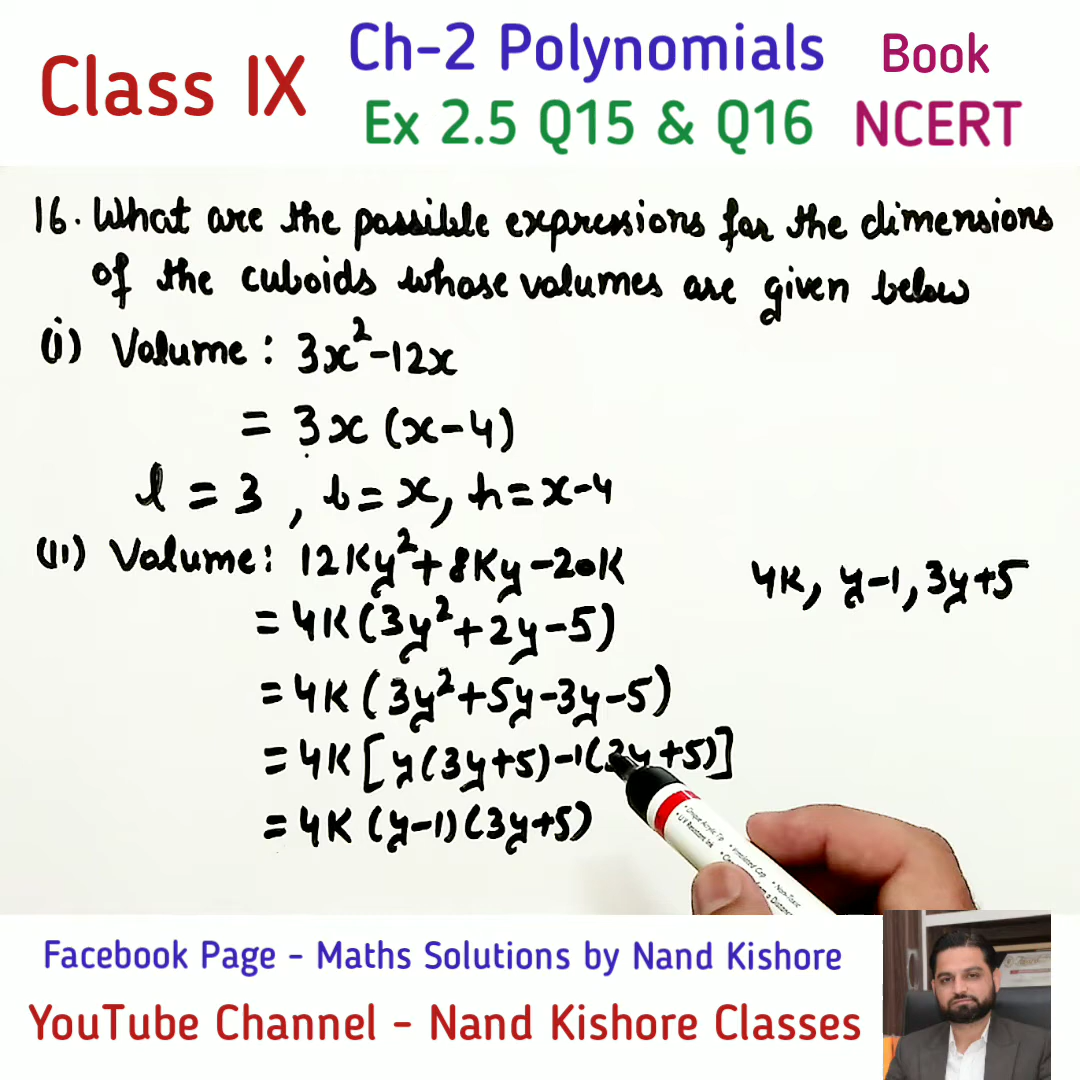 Class IX
Ch-2 Polynomials
Ex 2.5 Q15 & Q16
Book
NCERT
16. What are the possible expressions for the dimensions
of the cuboids whose volumes are given below
(i) Volume : 3x²-12x
= 3x (x-4)
l = 3 , b = x, h = x-4
(ii) Volume : 12Ky²+8Ky-20K
= 4K (3y²+2y-5)
= 4K (3y²+5y-3y-5)
= 4K [y(3y+5)-1(3y+5)]
= 4K (y-1) (3y+5)
4K, y-1, 3y+5
Facebook Page - Maths Solutions by Nand Kishore
YouTube Channel - Nand Kishore Classes